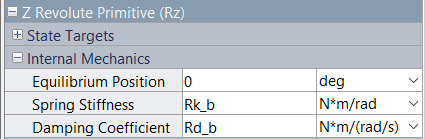 Z Revolute Primitive (Rz)
State Targets
Internal Mechanics
Equilibrium Position 0 deg
Spring Stiffness Rk_b N*m/rad
Damping Coefficient Rd_b N*m/(rad/s)